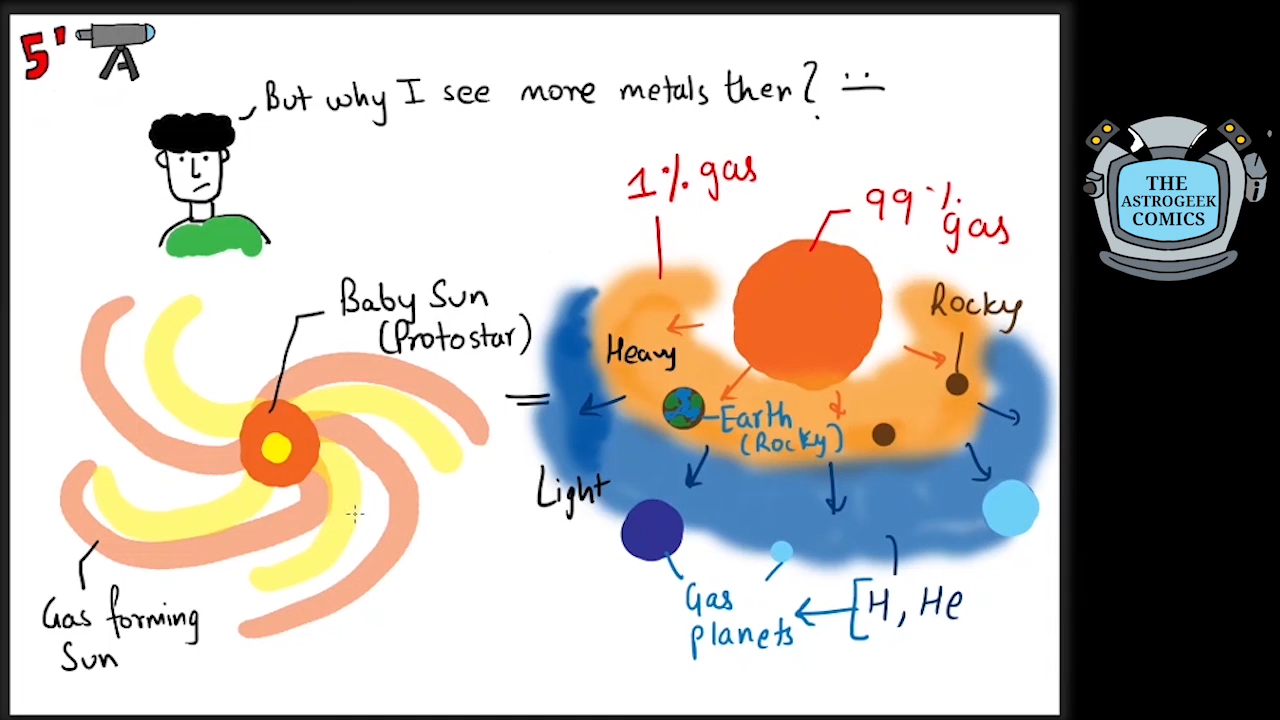 5'
But why I see more metals then?
1% gas
99% gas
THE
ASTROGEEK
COMICS
Baby Sun
(Protostar)
Rocky
Heavy
=
Earth
(Rocky)
Light
Gas forming
Sun
Gas
planets
[H, He